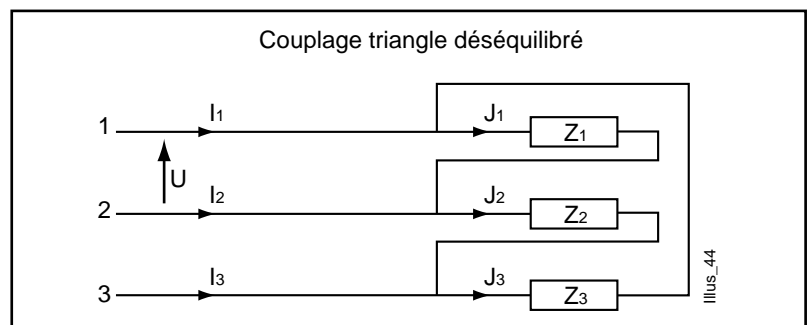 Couplage triangle déséquilibré
1 I1 J1 Z1
U
2 I2 J2 Z2
3 I3 J3 Z3
Illus_44